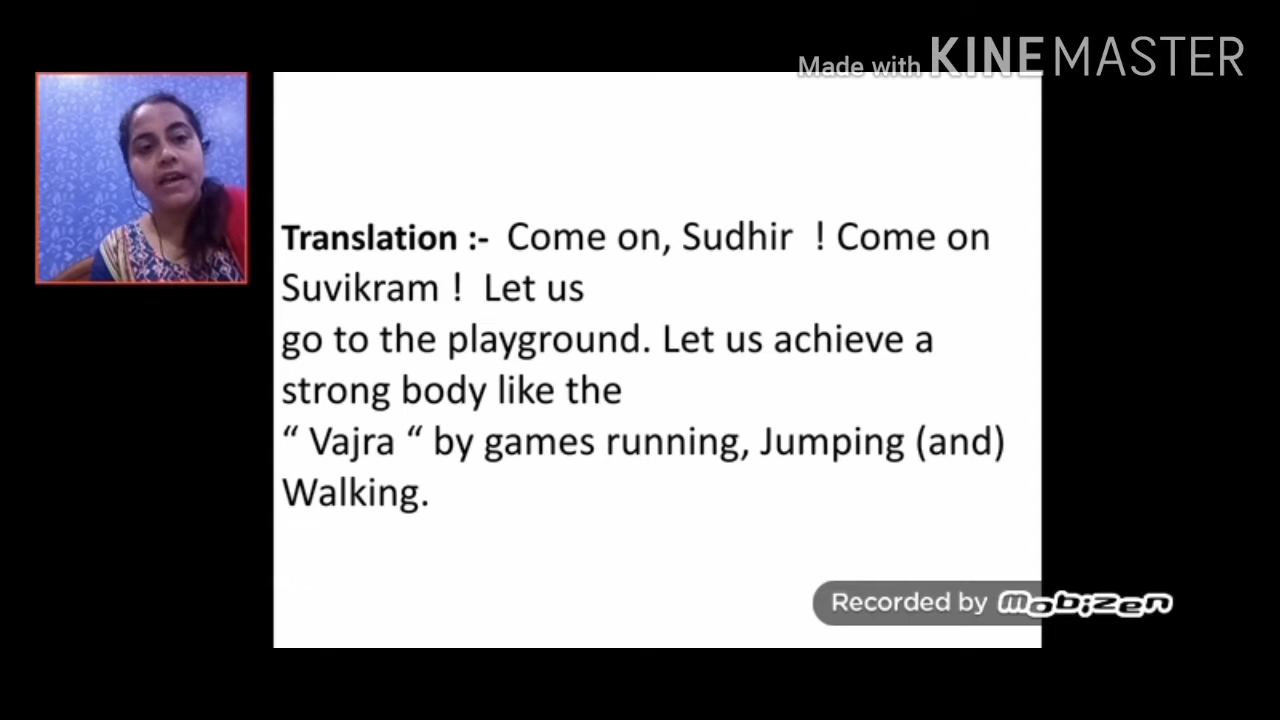 Made with KINEMASTER
Translation :- Come on, Sudhir ! Come on
Suvikram ! Let us
go to the playground. Let us achieve a
strong body like the
“ Vajra “ by games running, Jumping (and)
Walking.
Recorded by mobizen